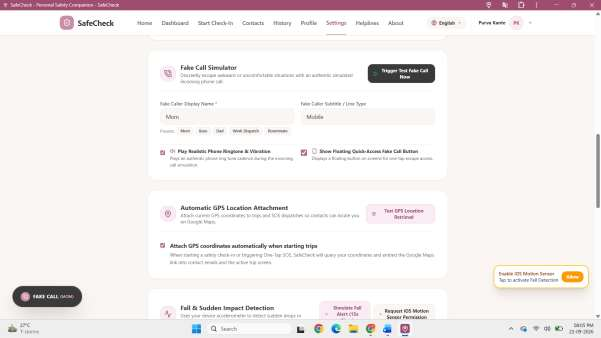 SafeCheck - Personal Safety Companion - SafeCheck
SafeCheck
Home Dashboard Start Check-In Contacts History Profile Settings Helplines About
English
Purva Kante PK
Fake Call Simulator
Discreetly escape awkward or uncomfortable situations with an authentic simulated
incoming phone call.
Trigger Test Fake Call
Now
Fake Caller Display Name *
Mom
Fake Caller Subtitle / Line Type
Mobile
Presets: Mom Boss Dad Work Dispatch Roommate
Play Realistic Phone Ringtone & Vibration
Plays an authentic phone ring tone cadence during the incoming
call simulation.
Show Floating Quick-Access Fake Call Button
Displays a floating button on screens for one-tap escape access.
Automatic GPS Location Attachment
Attach current GPS coordinates to trips and SOS dispatches so contacts can locate you
on Google Maps.
Test GPS Location
Retrieval
Attach GPS coordinates automatically when starting trips
When starting a safety check-in or triggering One-Tap SOS, SafeCheck will query your coordinates and embed the Google Maps
link into contact emails and the active trip screen.
Enable iOS Motion Sensor
Tap to activate Fall Detection
Allow
FAKE CALL (MOM)
Fall & Sudden Impact Detection
Uses your device accelerometer to detect sudden drops or
Simulate Fall
Alert (15s
Request iOS Motion
Sensor Permission
27°C
Search
08:05 PM